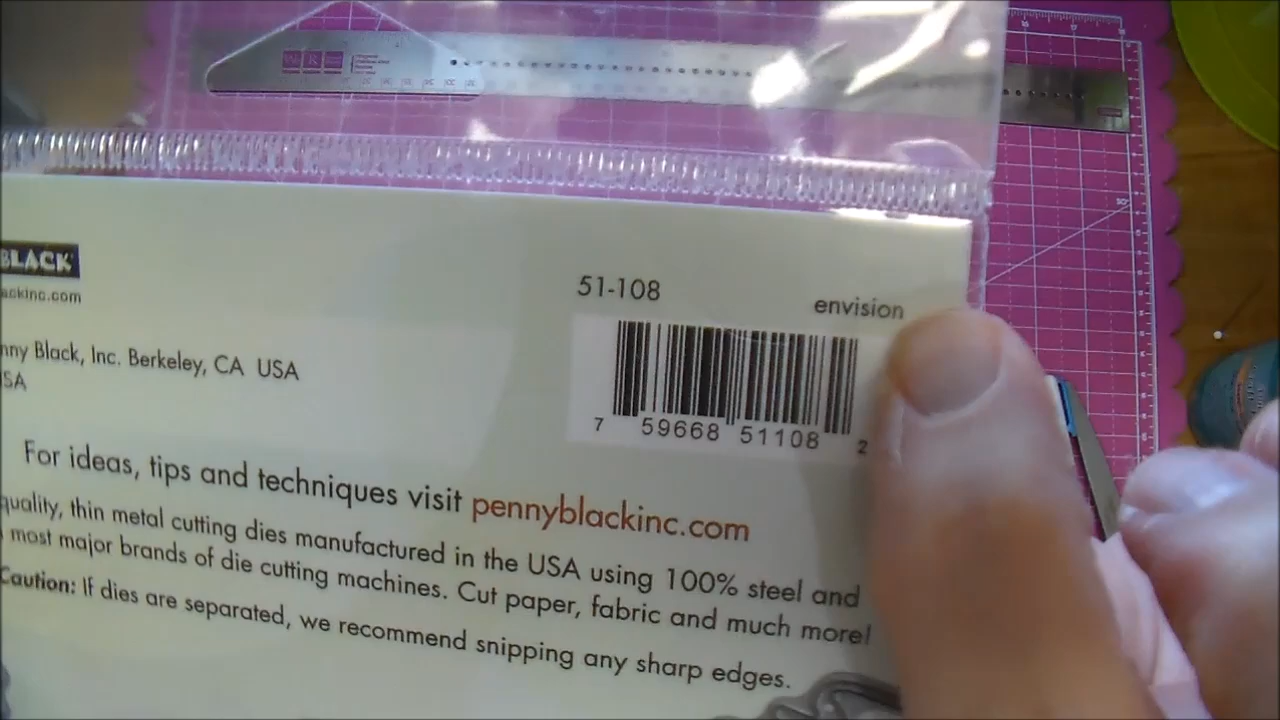 BLACK
ackinc.com
51-108
envision
nny Black, Inc. Berkeley, CA USA
SA
7 59668 51108 2
For ideas, tips and techniques visit pennyblackinc.com
quality, thin metal cutting dies manufactured in the USA using 100% steel and
most major brands of die cutting machines. Cut paper, fabric and much more!
Caution: If dies are separated, we recommend snipping any sharp edges.